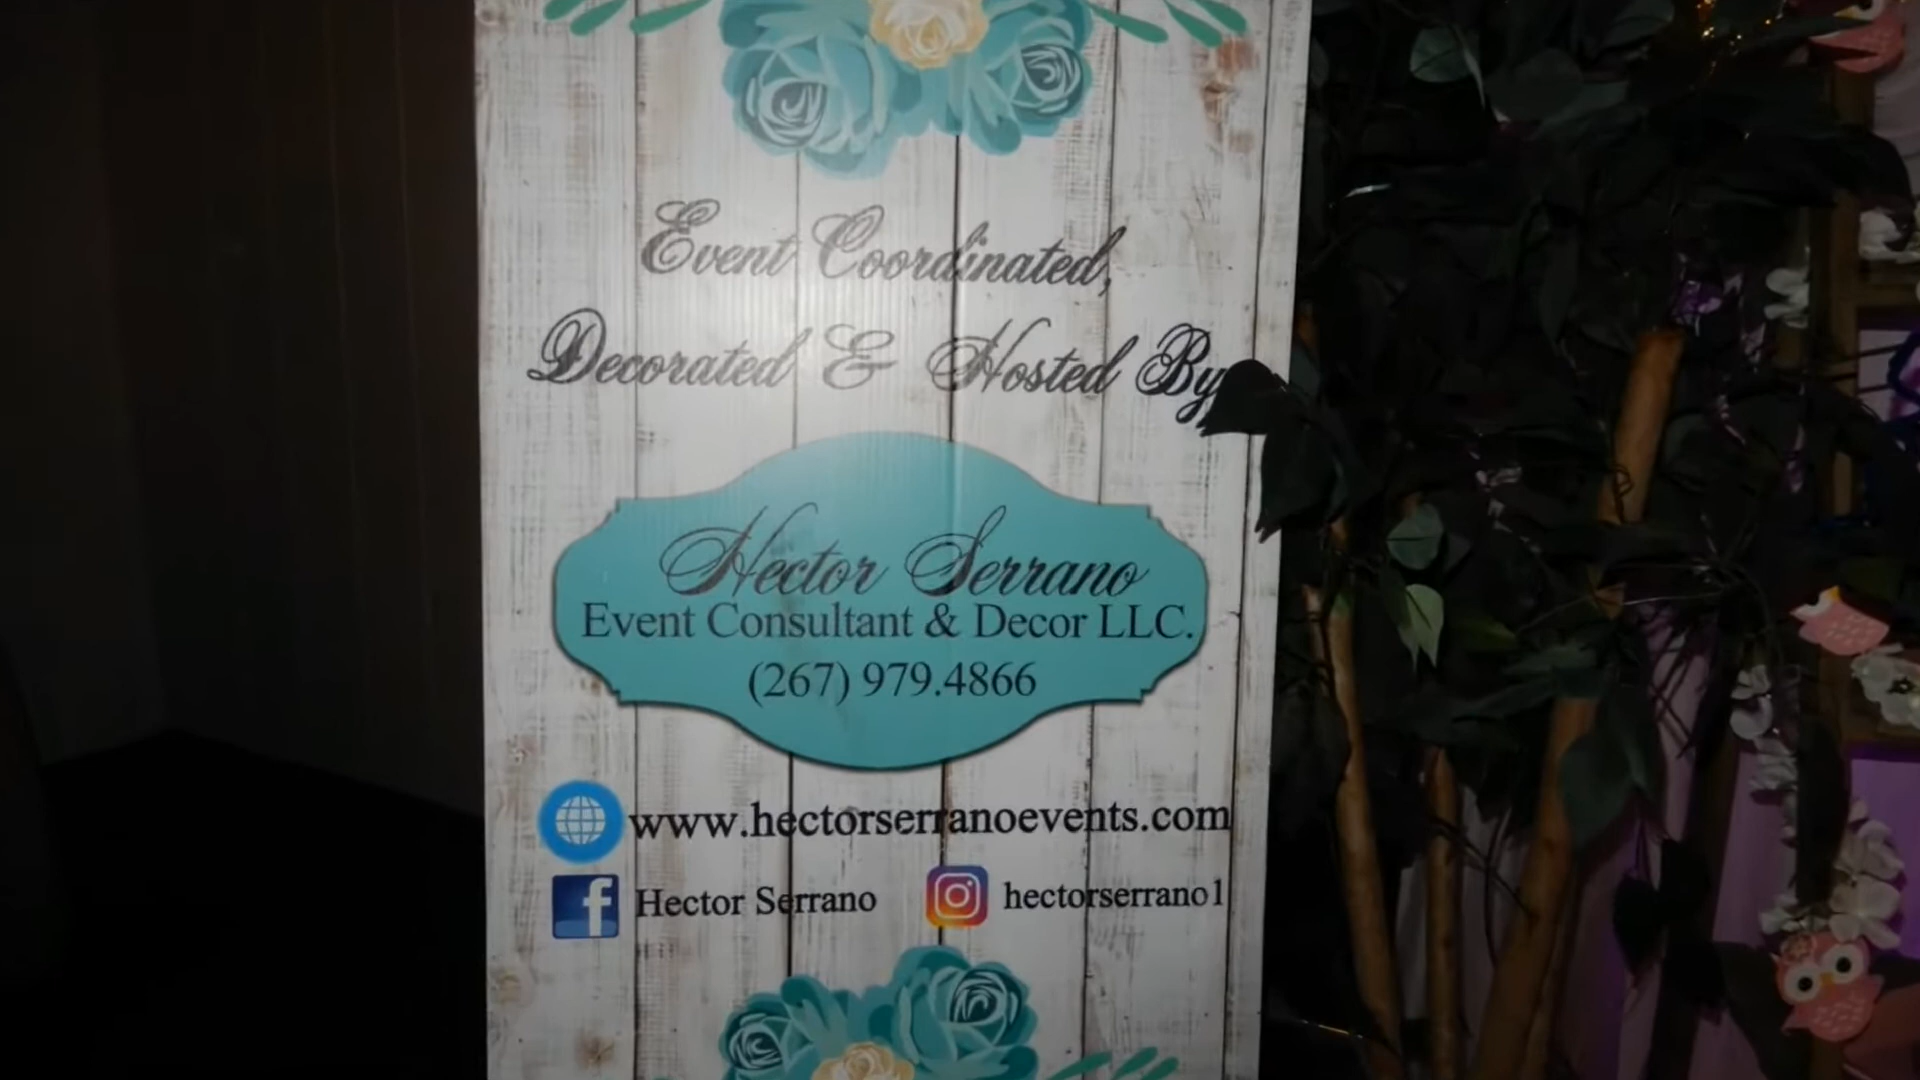 Event Coordinated,
Decorated & Hosted By
Hector Serrano
Event Consultant & Decor LLC.
(267) 979.4866
www.hectorserranoevents.com
Hector Serrano hectorserrano1